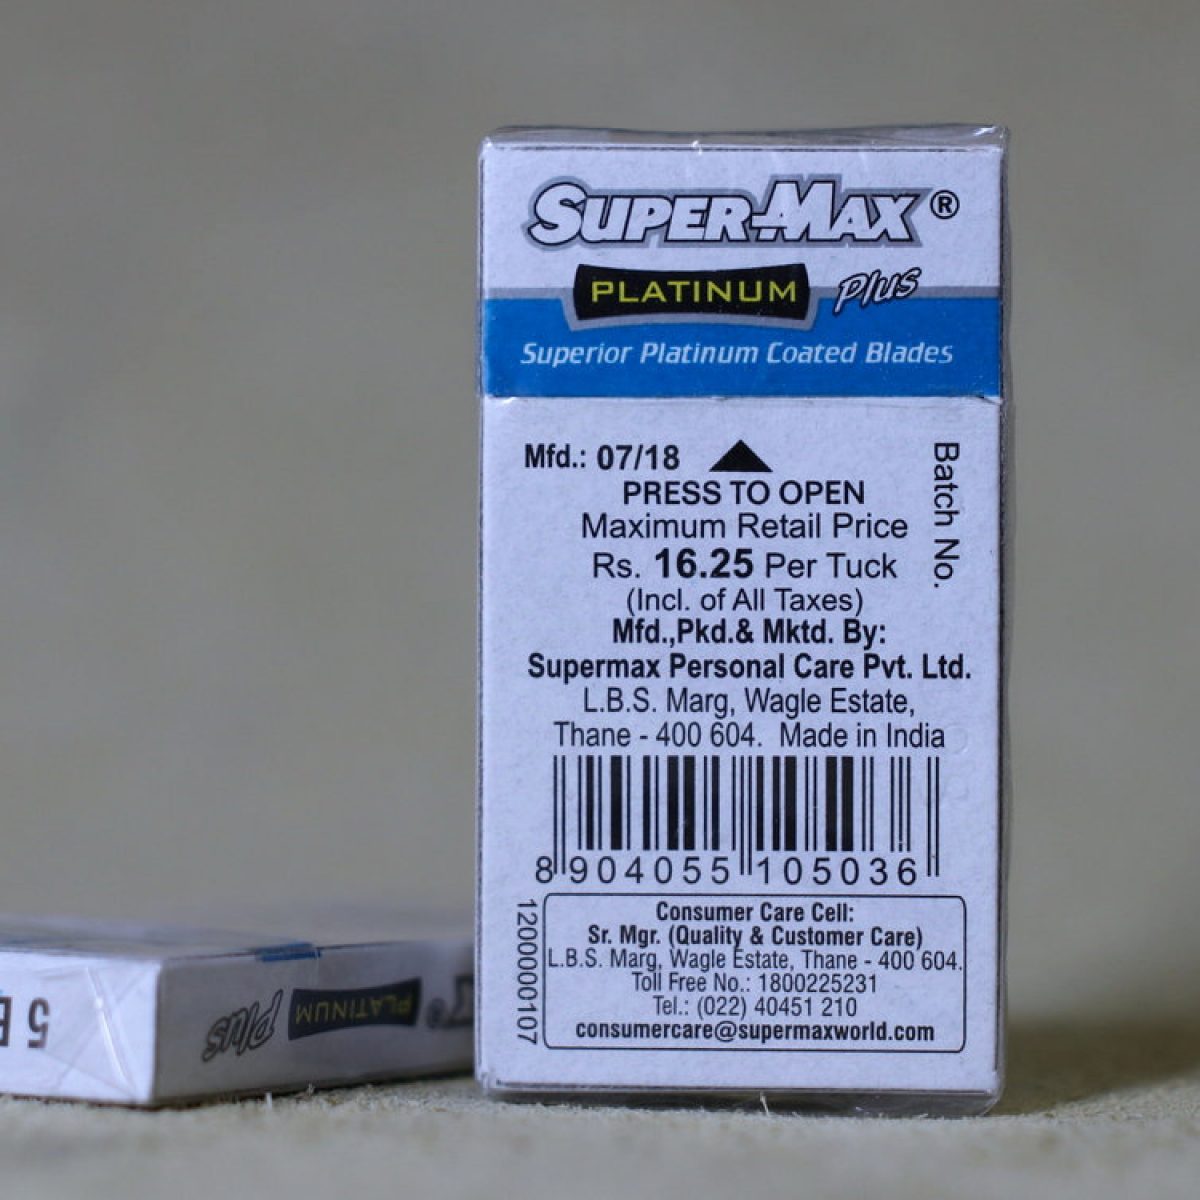 SUPER-MAX®
PLATINUM Plus
Superior Platinum Coated Blades
Mfd.: 07/18
Batch No.
PRESS TO OPEN
Maximum Retail Price
Rs. 16.25 Per Tuck
(Incl. of All Taxes)
Mfd.,Pkd.& Mktd. By:
Supermax Personal Care Pvt. Ltd.
L.B.S. Marg, Wagle Estate,
Thane - 400 604. Made in India
8 904055 105036
1200000107
Consumer Care Cell:
Sr. Mgr. (Quality & Customer Care)
L.B.S. Marg, Wagle Estate, Thane - 400 604.
Toll Free No.: 1800225231
Tel.: (022) 40451 210
consumercare@supermaxworld.com
PLATINUM Plus
5